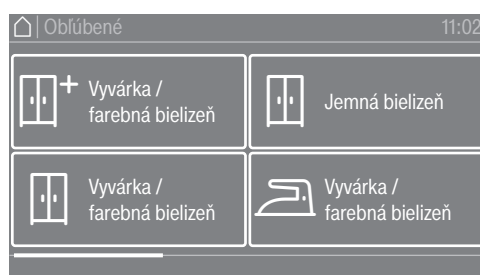 Obľúbené 11:02
Vyvárka /
farebná bielizeň
Jemná bielizeň
Vyvárka /
farebná bielizeň
Vyvárka /
farebná bielizeň